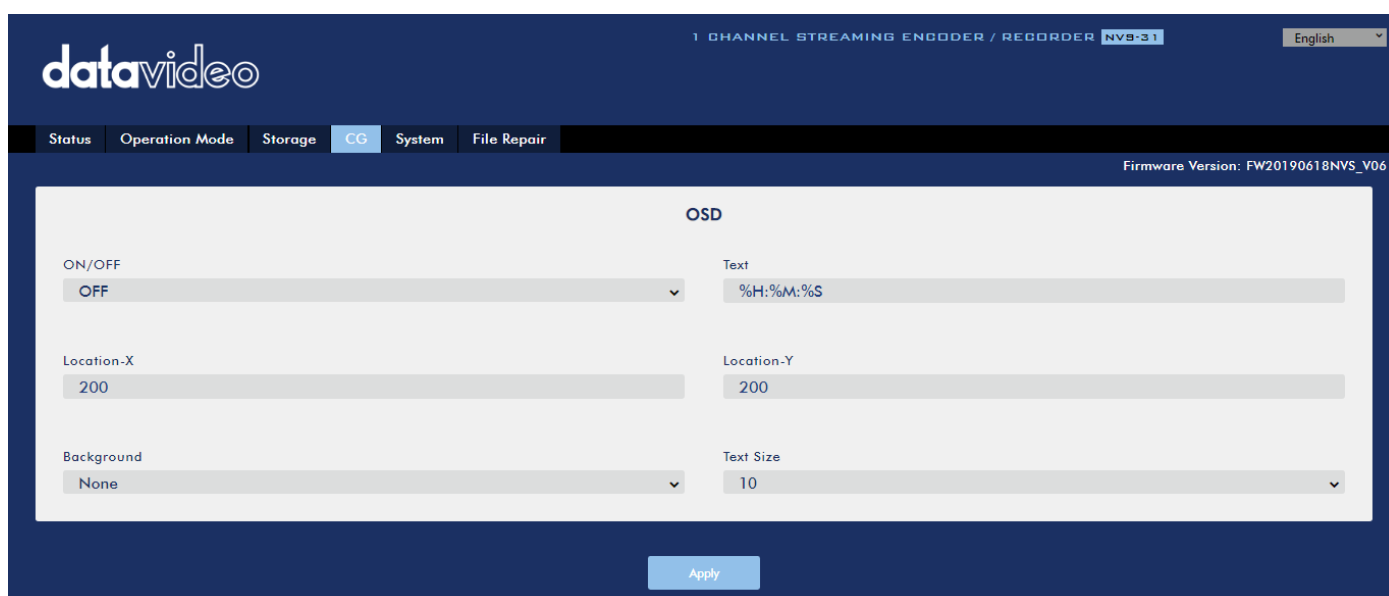 1 CHANNEL STREAMING ENCODER / RECORDER NVS-31
English
datavideo
Status Operation Mode Storage CG System File Repair
Firmware Version: FW20190618NVS_V06
OSD
ON/OFF Text
OFF %H:%M:%S
Location-X Location-Y
200 200
Background Text Size
None 10
Apply